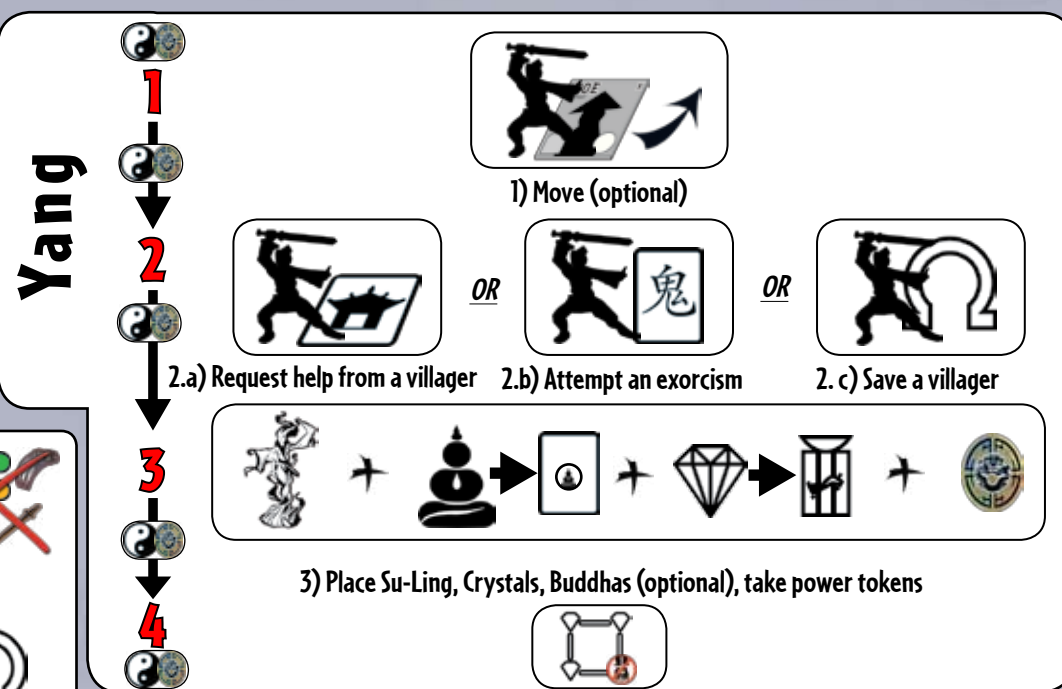 Yang
1
1) Move (optional)
2
OR
鬼
OR
2.a) Request help from a villager
2.b) Attempt an exorcism
2. c) Save a villager
3
3) Place Su-Ling, Crystals, Buddhas (optional), take power tokens
4